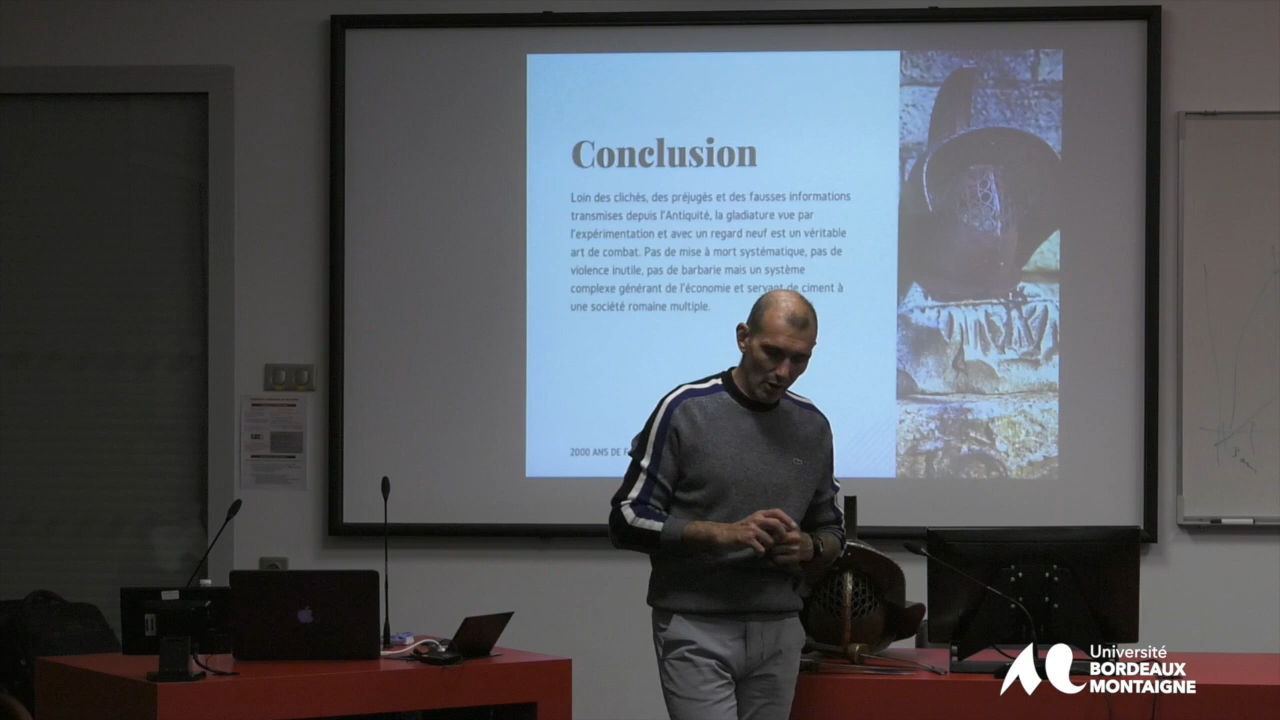 Conclusion
Loin des clichés, des préjugés et des fausses informations
transmises depuis l'Antiquité, la gladiature vue par
l'expérimentation et avec un regard neuf est un véritable
art de combat. Pas de mise à mort systématique, pas de
violence inutile, pas de barbarie mais un système
complexe générant de l'économie et servant de ciment à
une société romaine multiple.
2000 ANS DE
Université
BORDEAUX
MONTAIGNE